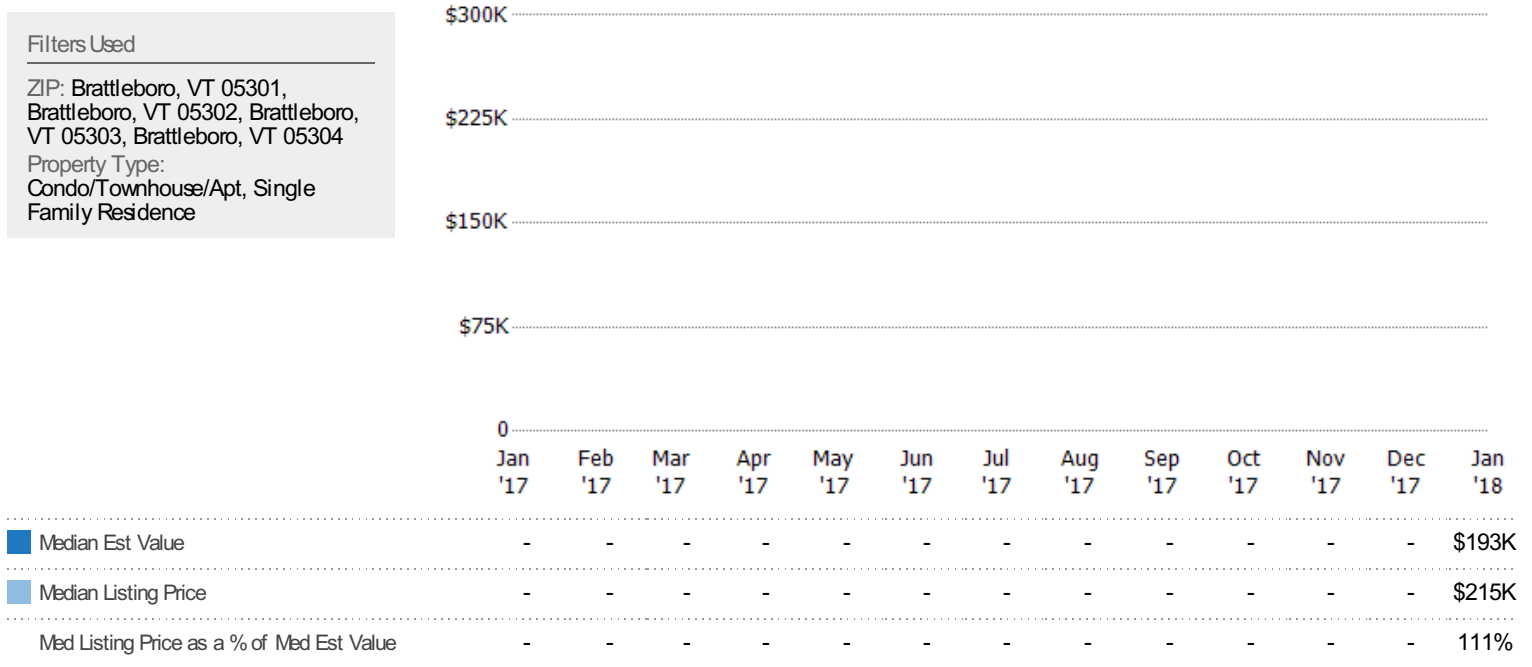 Filters Used
ZIP: Brattleboro, VT 05301,
Brattleboro, VT 05302, Brattleboro,
VT 05303, Brattleboro, VT 05304
Property Type:
Condo/Townhouse/Apt, Single
Family Residence
$300K
$225K
$150K
$75K
0
Jan Feb Mar Apr May Jun Jul Aug Sep Oct Nov Dec Jan
'17 '17 '17 '17 '17 '17 '17 '17 '17 '17 '17 '17 '18
Median Est Value - - - - - - - - - - - - $193K
Median Listing Price - - - - - - - - - - - - $215K
Med Listing Price as a % of Med Est Value - - - - - - - - - - - - 111%